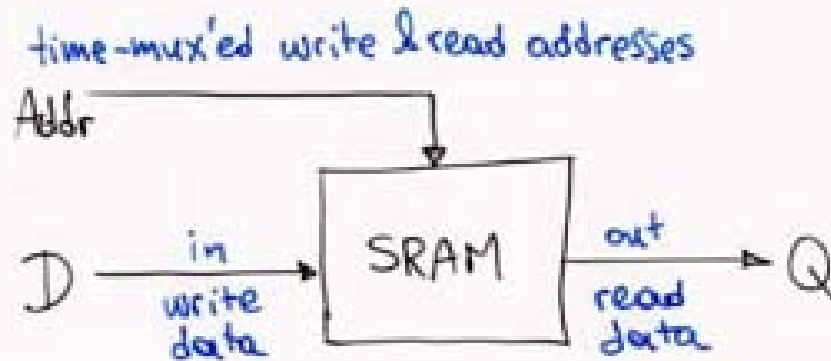 time-mux'ed write & read addresses
Addr
D
in
write
data
SRAM
out
read
data
Q